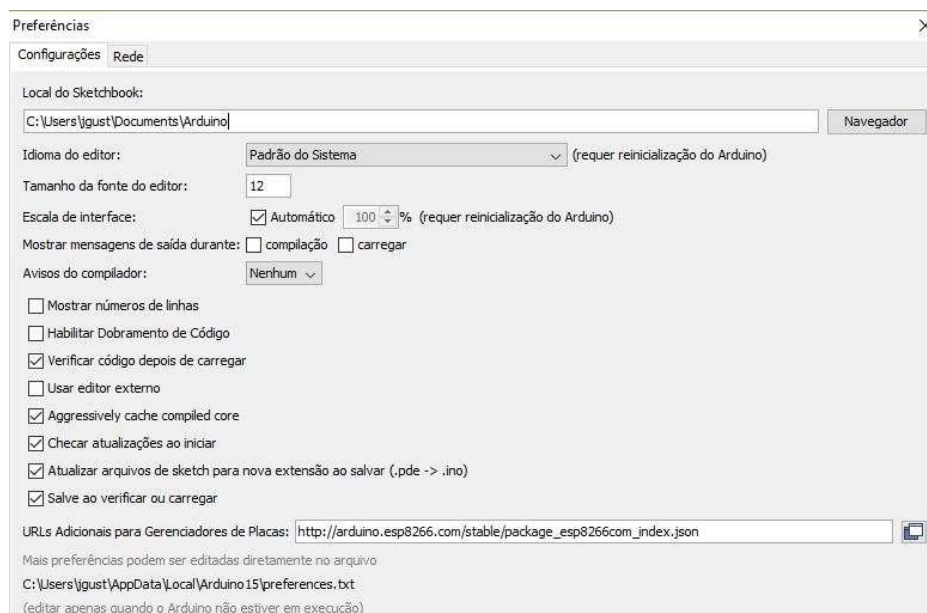 Preferências
Configurações Rede
Local do Sketchbook:
C:\Users\jgust\Documents\Arduino Navegador
Idioma do editor: Padrão do Sistema (requer reinicialização do Arduino)
Tamanho da fonte do editor: 12
Escala de interface: Automático 100 % (requer reinicialização do Arduino)
Mostrar mensagens de saída durante: compilação carregar
Avisos do compilador: Nenhum
Mostrar números de linhas
Habilitar Dobramento de Código
Verificar código depois de carregar
Usar editor externo
Aggressively cache compiled core
Checar atualizações ao iniciar
Atualizar arquivos de sketch para nova extensão ao salvar (.pde -> .ino)
Salve ao verificar ou carregar
URLs Adicionais para Gerenciadores de Placas: http://arduino.esp8266.com/stable/package_esp8266com_index.json
Mais preferências podem ser editadas diretamente no arquivo
C:\Users\jgust\AppData\Local\Arduino15\preferences.txt
(editar apenas quando o Arduino não estiver em execução)